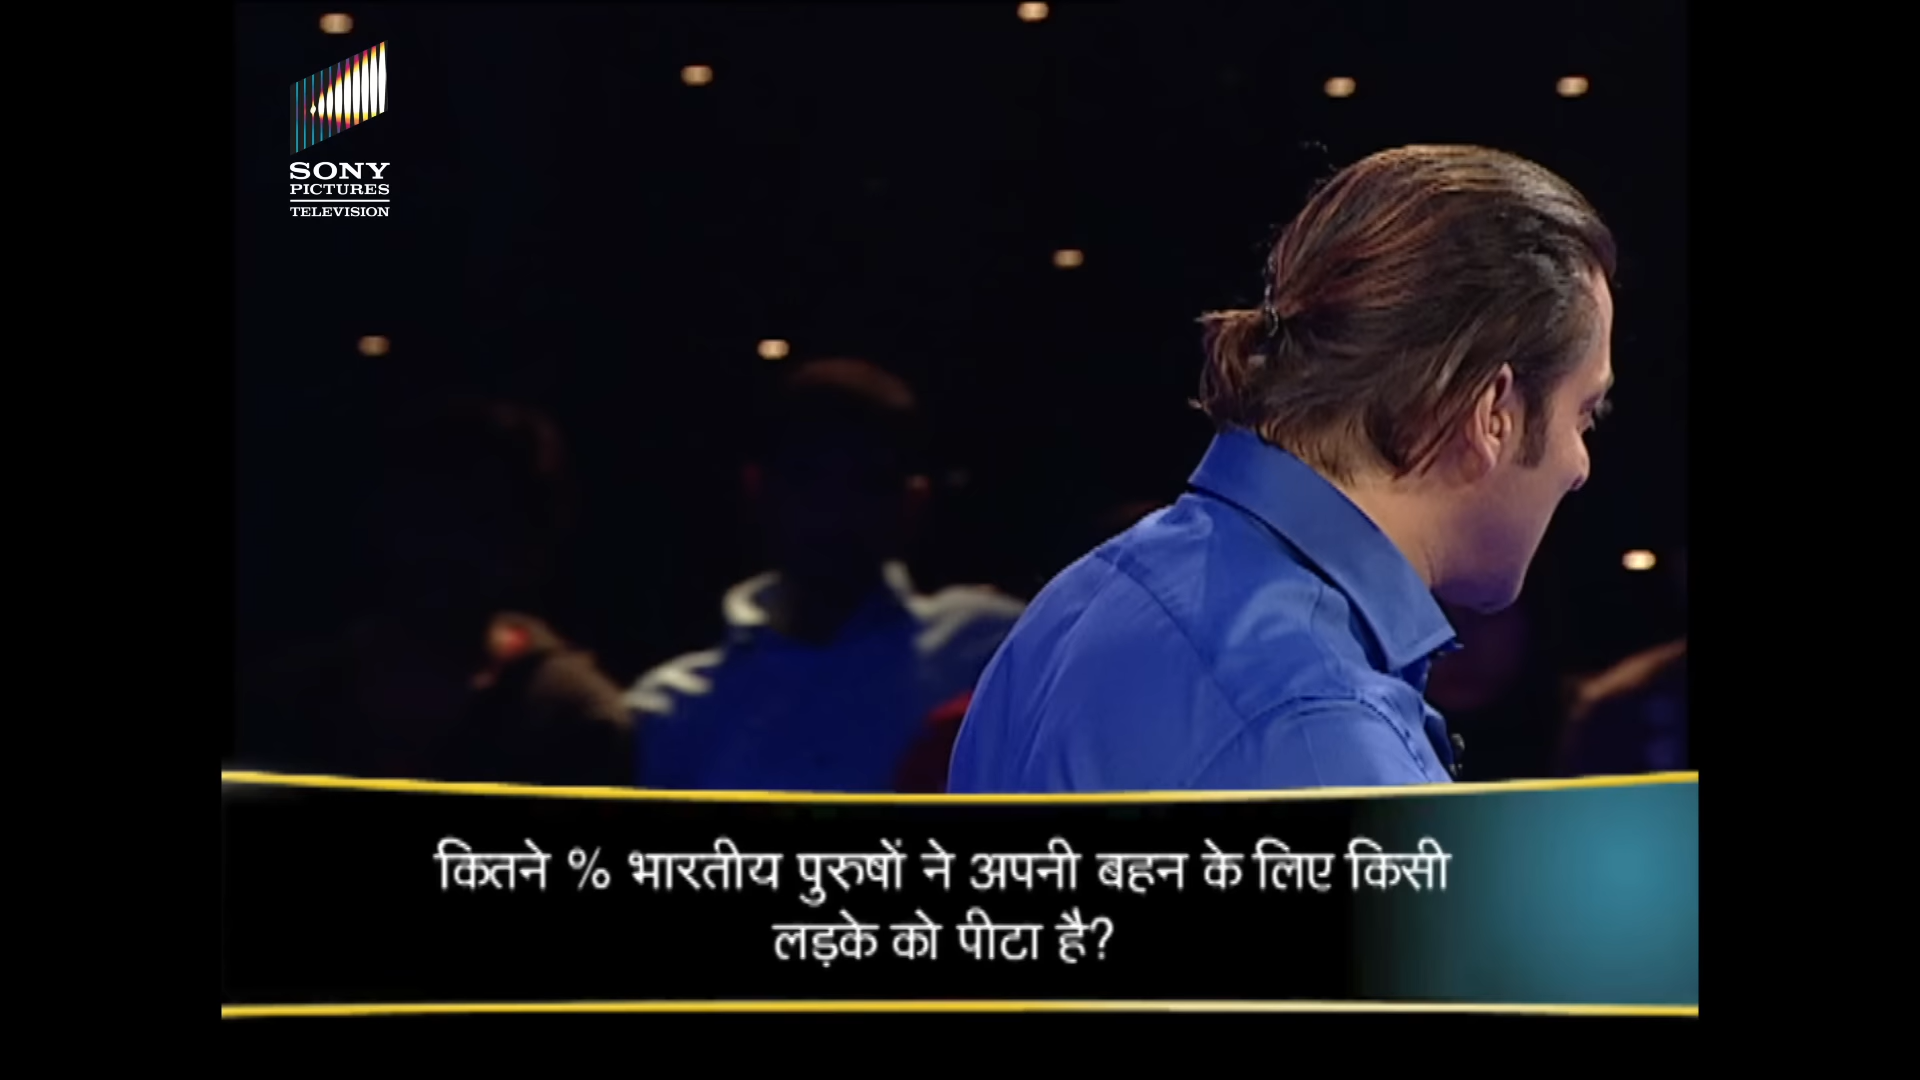 SONY
PICTURES
TELEVISION
कितने % भारतीय पुरुषों ने अपनी बहन के लिए किसी
लड़के को पीटा है?